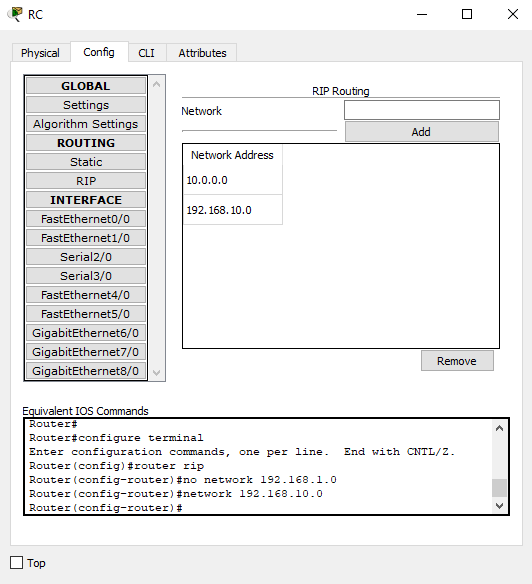 RC
Physical
Config
CLI
Attributes
GLOBAL
Settings
Algorithm Settings
ROUTING
Static
RIP
INTERFACE
FastEthernet0/0
FastEthernet1/0
Serial2/0
Serial3/0
FastEthernet4/0
FastEthernet5/0
GigabitEthernet6/0
GigabitEthernet7/0
GigabitEthernet8/0
RIP Routing
Network
Add
Network Address
10.0.0.0
192.168.10.0
Remove
Equivalent IOS Commands
Router#
Router#configure terminal
Enter configuration commands, one per line.  End with CNTL/Z.
Router(config)#router rip
Router(config-router)#no network 192.168.1.0
Router(config-router)#network 192.168.10.0
Router(config-router)#
Top